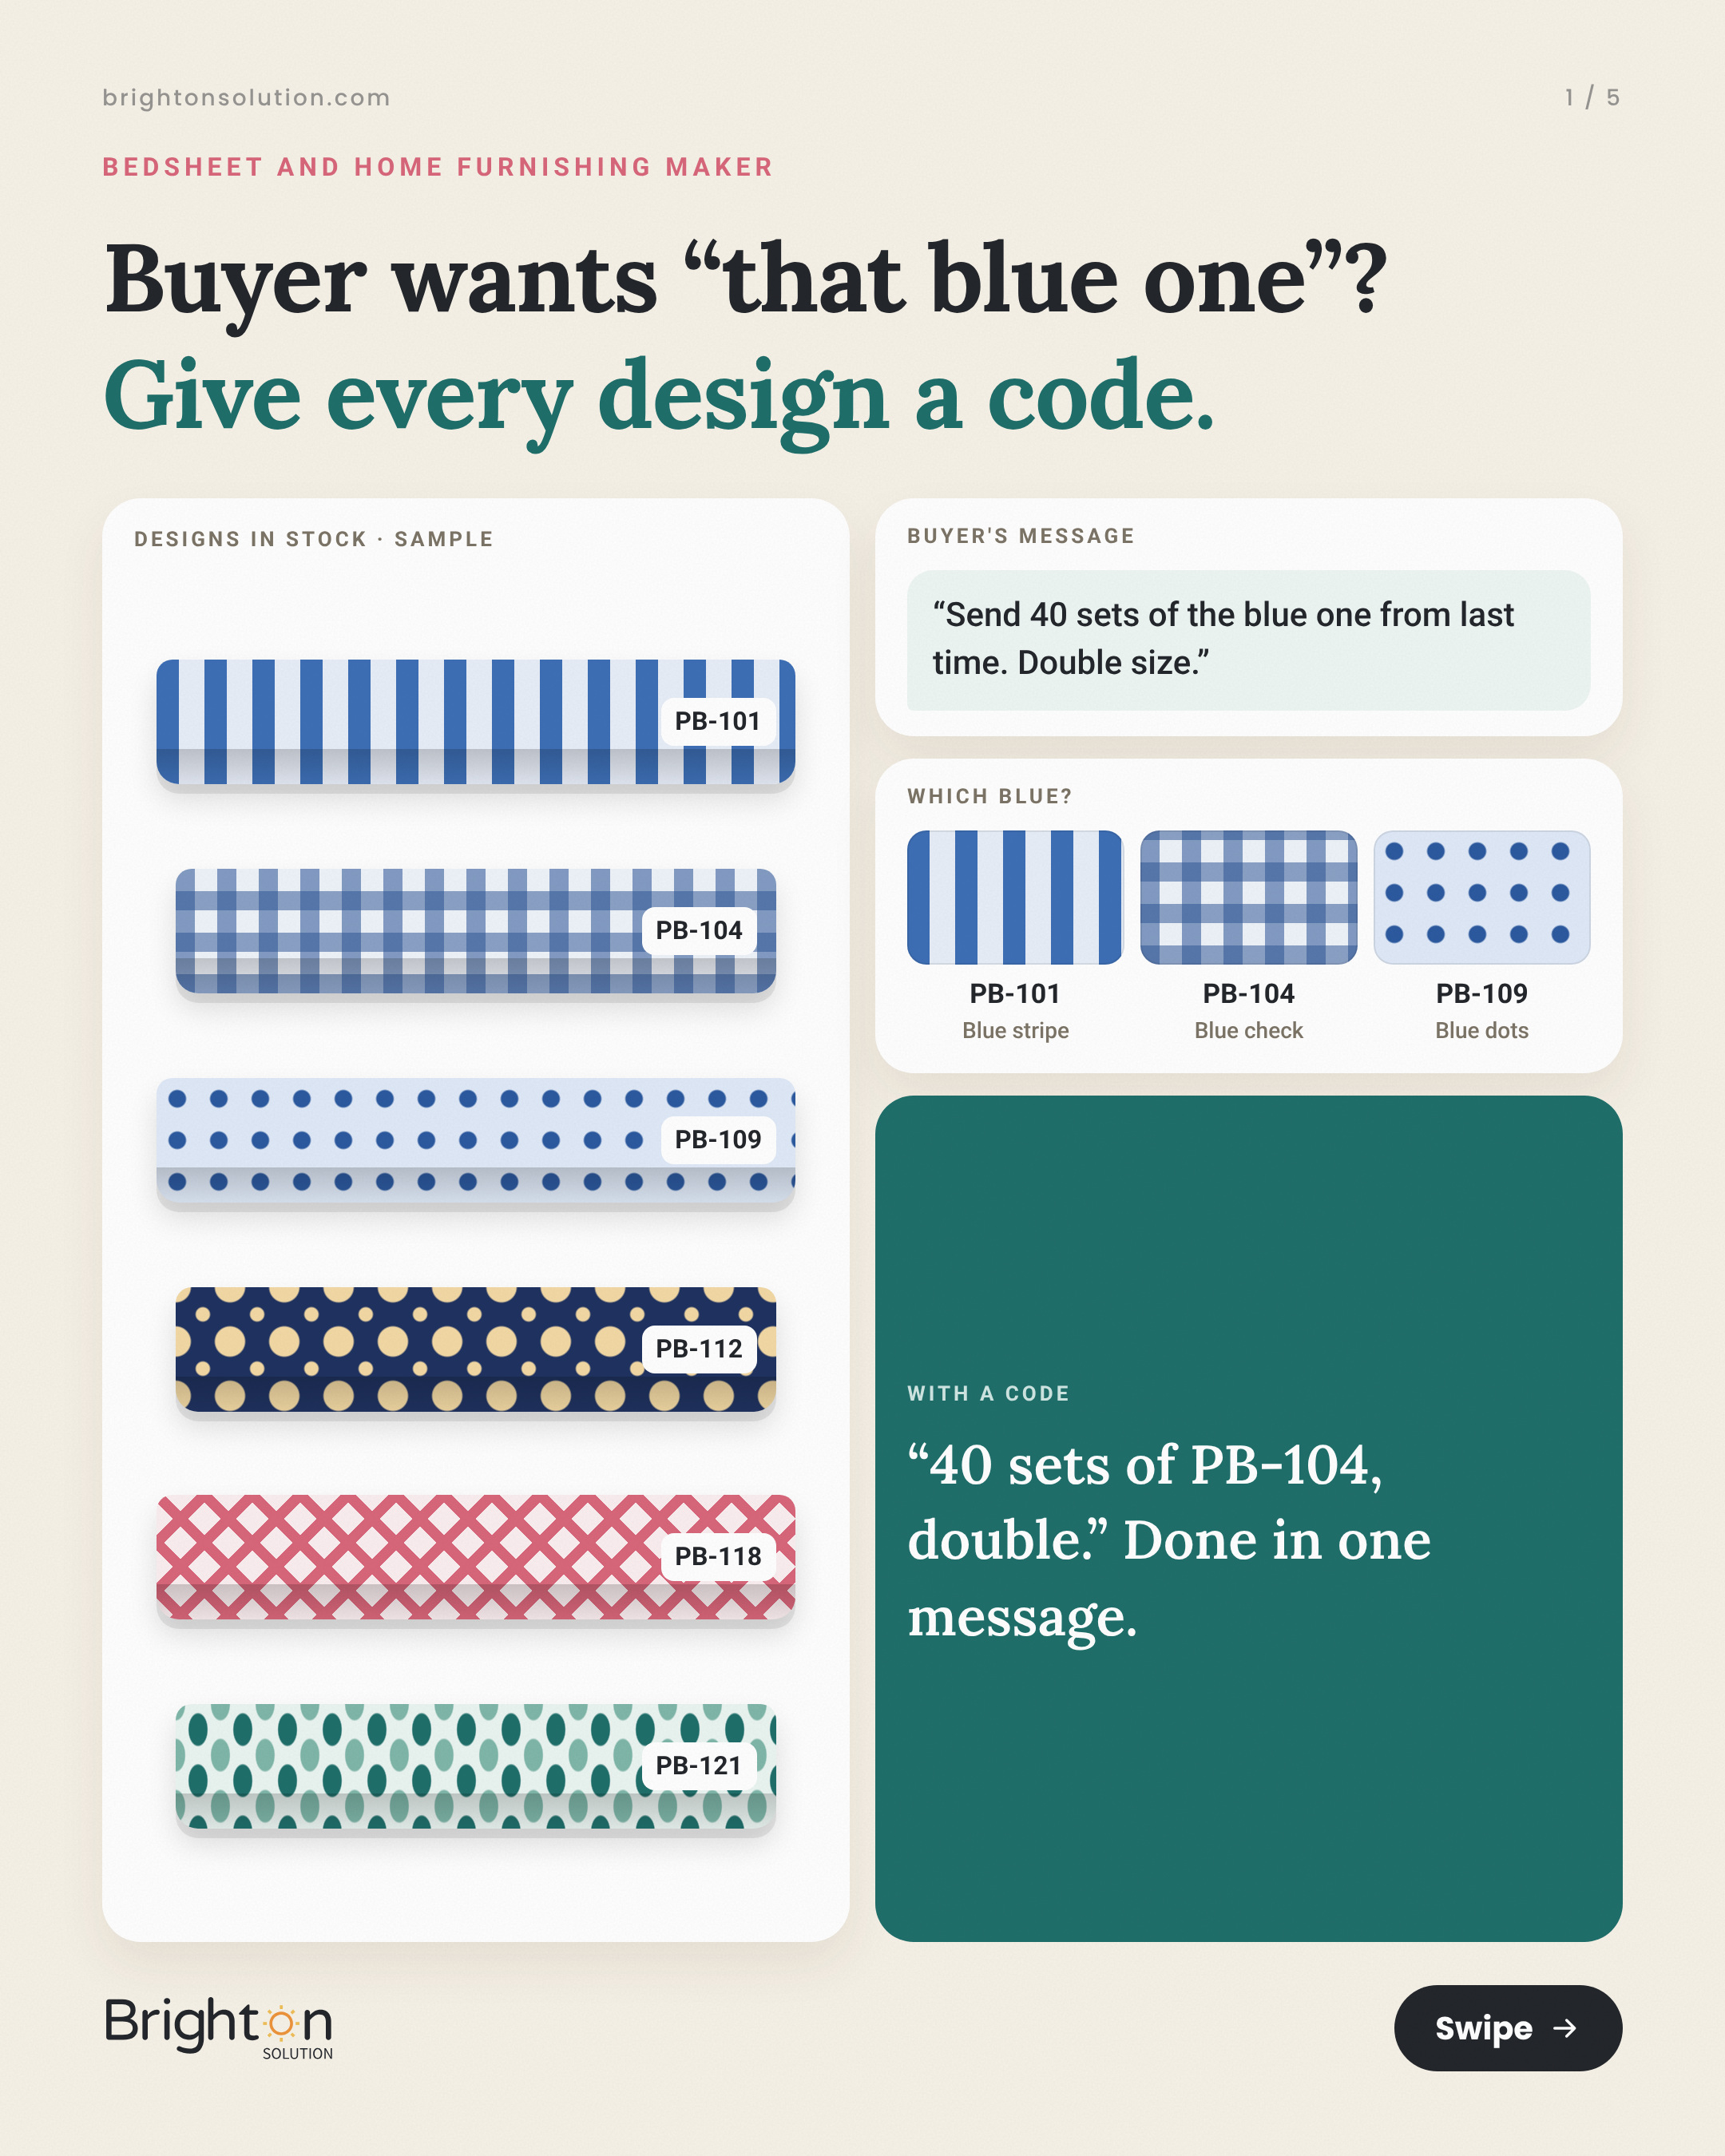 brightonsolution.com
1 / 5
BEDSHEET AND HOME FURNISHING MAKER
Buyer wants “that blue one”?
Give every design a code.
DESIGNS IN STOCK · SAMPLE
PB-101
PB-104
PB-109
PB-112
PB-118
PB-121
BUYER'S MESSAGE
“Send 40 sets of the blue one from last
time. Double size.”
WHICH BLUE?
PB-101
Blue stripe
PB-104
Blue check
PB-109
Blue dots
WITH A CODE
“40 sets of PB-104,
double.” Done in one
message.
Brighton
SOLUTION
Swipe →